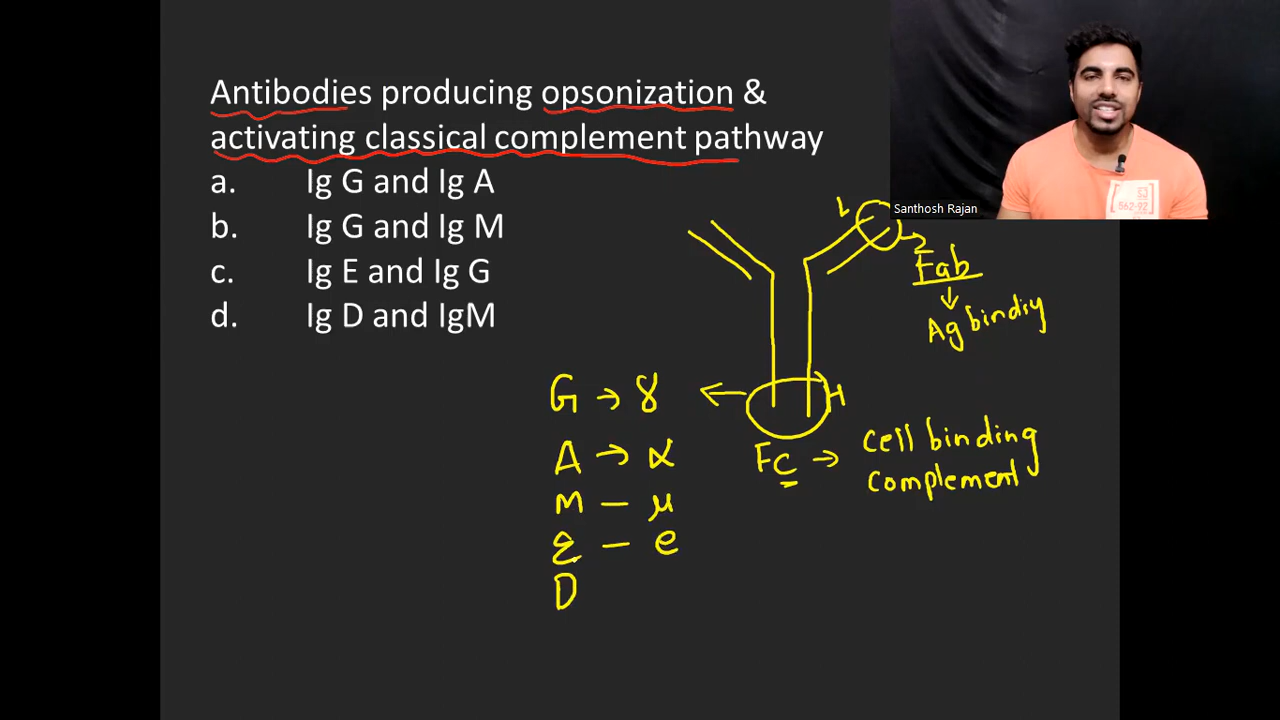 Antibodies producing opsonization &
activating classical complement pathway
a. Ig G and Ig A
b. Ig G and Ig M
c. Ig E and Ig G
d. Ig D and IgM
Santhosh Rajan
L
Fab
↓
Ag binding
G → γ ←
H
A → α
Fc → cell binding
complement
M – μ
Σ – e
D